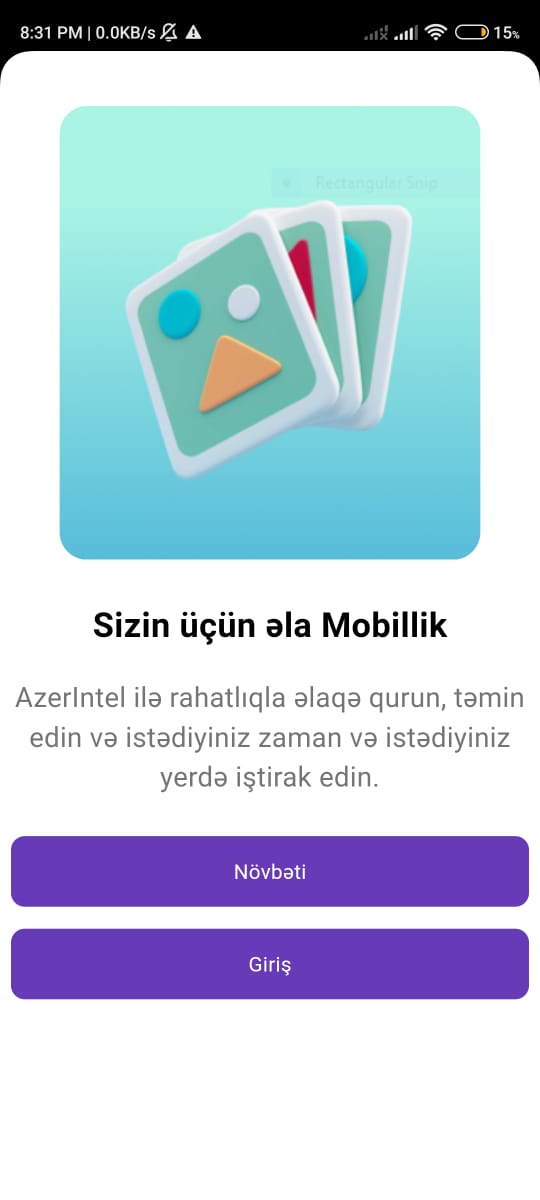 8:31 PM | 0.0KB/s 15%
Rectangular Snip
Sizin üçün əla Mobillik
AzerIntel ilə rahatlıqla əlaqə qurun, təmin
edin və istədiyiniz zaman və istədiyiniz
yerdə iştirak edin.
Növbəti
Giriş